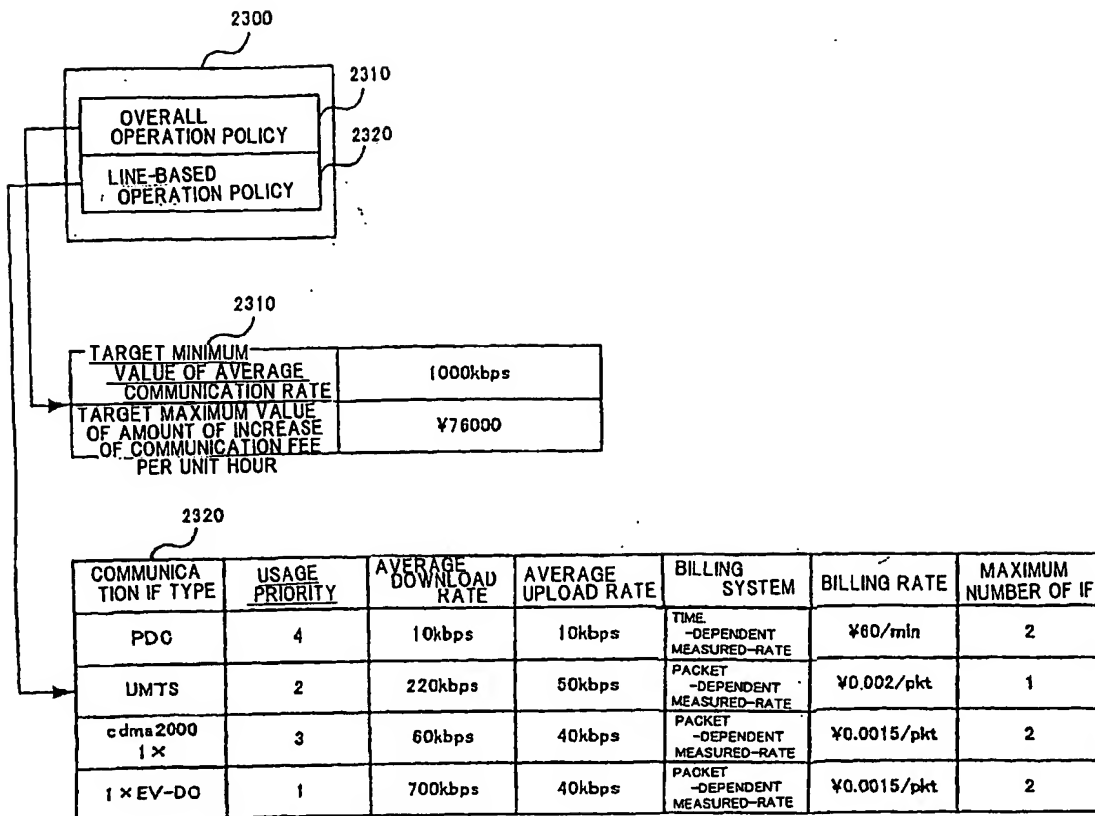 2300
2310
OVERALL
OPERATION POLICY
2320
LINE-BASED
OPERATION POLICY
2310
TARGET MINIMUM
VALUE OF AVERAGE
COMMUNICATION RATE
1000kbps
TARGET MAXIMUM VALUE
OF AMOUNT OF INCREASE
OF COMMUNICATION FEE
PER UNIT HOUR
¥76000
2320
COMMUNICA
TION IF TYPE
USAGE
PRIORITY
AVERAGE
DOWNLOAD
RATE
AVERAGE
UPLOAD RATE
BILLING
SYSTEM
BILLING RATE
MAXIMUM
NUMBER OF IF
PDC
4
10kbps
10kbps
TIME
-DEPENDENT
MEASURED-RATE
¥60/min
2
UMTS
2
220kbps
50kbps
PACKET
-DEPENDENT
MEASURED-RATE
¥0.002/pkt
1
cdma2000
1×
3
60kbps
40kbps
PACKET
-DEPENDENT
MEASURED-RATE
¥0.0015/pkt
2
1×EV-DO
1
700kbps
40kbps
PACKET
-DEPENDENT
MEASURED-RATE
¥0.0015/pkt
2